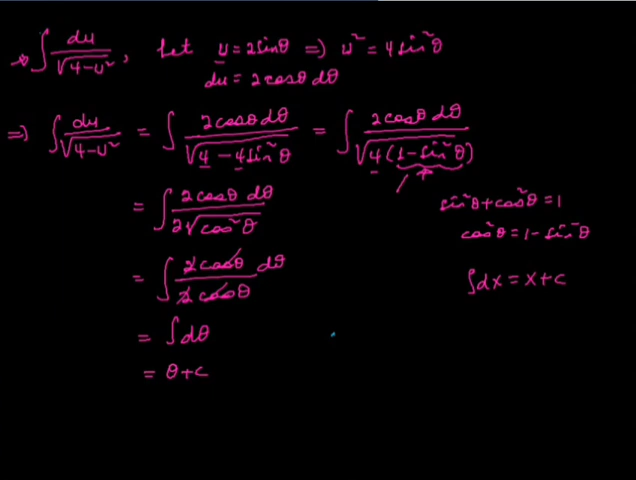 → ∫ du/√(4-u²), Let u = 2sinθ ⇒ u² = 4sin²θ
du = 2cosθ dθ
⇒ ∫ du/√(4-u²) = ∫ 2cosθ dθ/√(4-4sin²θ) = ∫ 2cosθ dθ/√(4(1-sin²θ))
= ∫ 2cosθ dθ/2√(cos²θ)
sin²θ+cos²θ = 1
cos²θ = 1-sin²θ
= ∫ 2cosθ dθ/2cosθ
∫dx = x+c
= ∫dθ
= θ+c